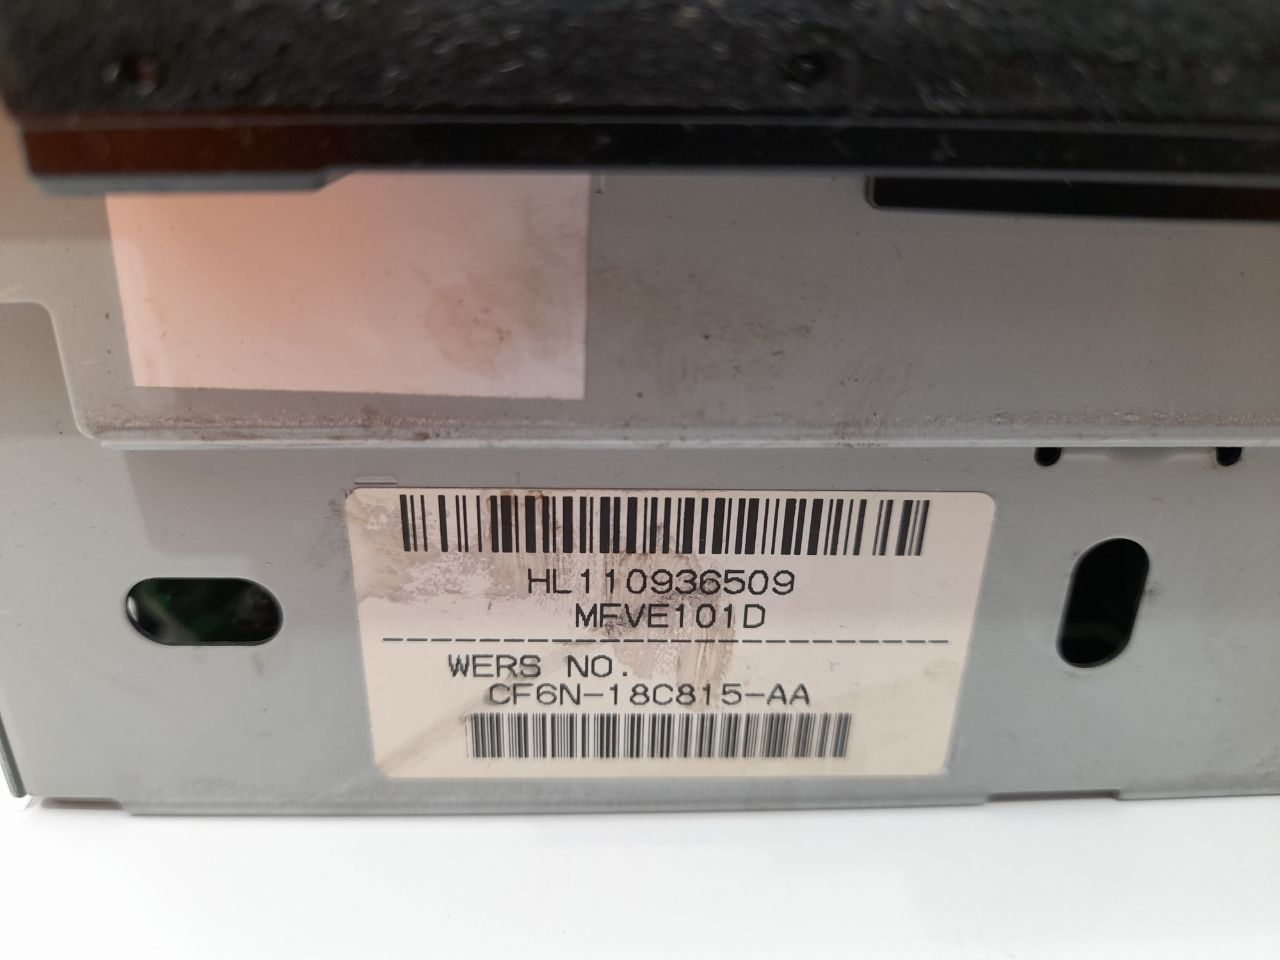 HL110936509
MFVE101D
WERS NO.
CF6N-18C815-AA